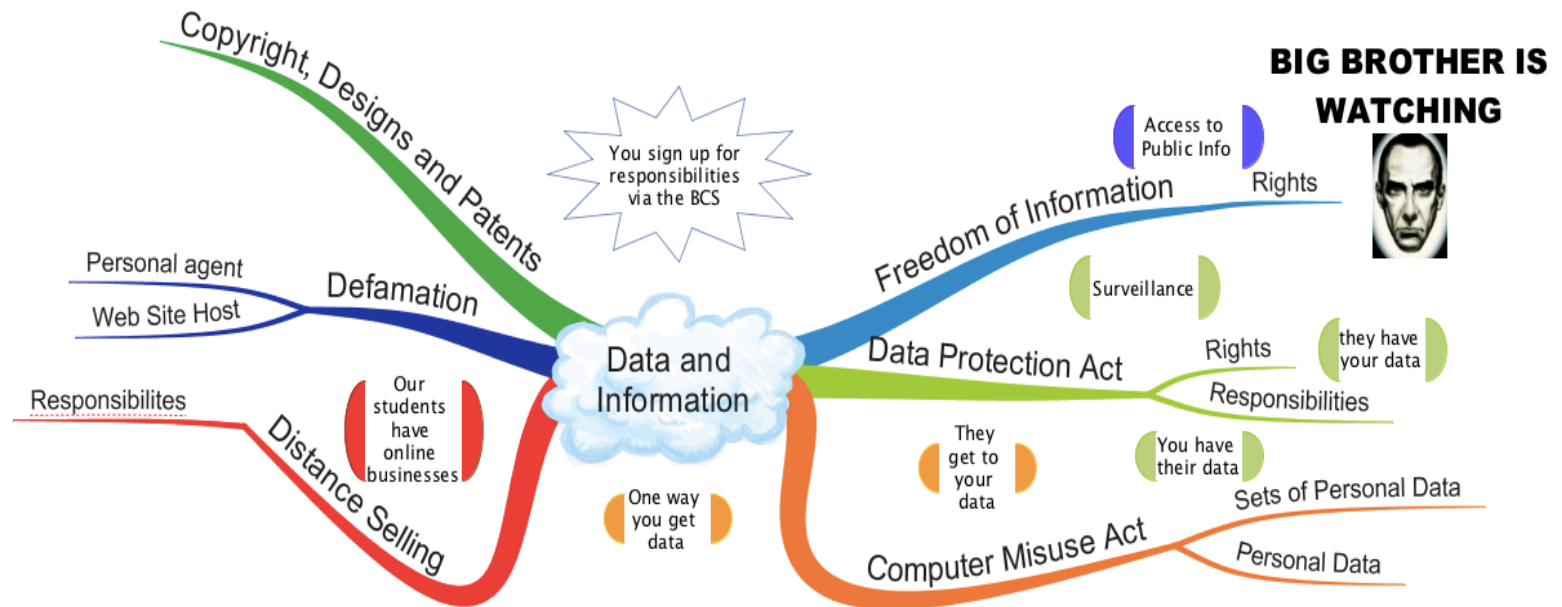 Copyright, Designs and Patents
You sign up for
responsibilities
via the BCS
BIG BROTHER IS
WATCHING
Access to
Public Info
Freedom of Information
Rights
Surveillance
Personal agent
Defamation
Web Site Host
Data and
Information
Data Protection Act
Rights
they have
your data
Responsibilities
Responsibilites
Our
students
have
online
businesses
Distance Selling
One way
you get
data
They
get to
your
data
You have
their data
Computer Misuse Act
Sets of Personal Data
Personal Data